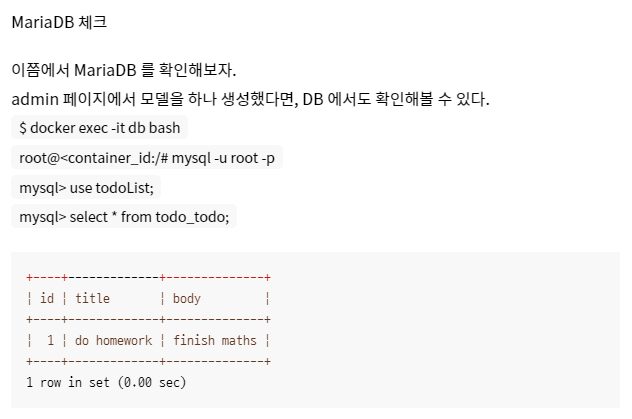 MariaDB 체크
이쯤에서 MariaDB 를 확인해보자.
admin 페이지에서 모델을 하나 생성했다면, DB 에서도 확인해볼 수 있다.
$ docker exec -it db bash
root@<container_id:/# mysql -u root -p
mysql> use todoList;
mysql> select * from todo_todo;
+----+-------------+--------------+
| id | title       | body         |
+----+-------------+--------------+
|  1 | do homework | finish maths |
+----+-------------+--------------+
1 row in set (0.00 sec)